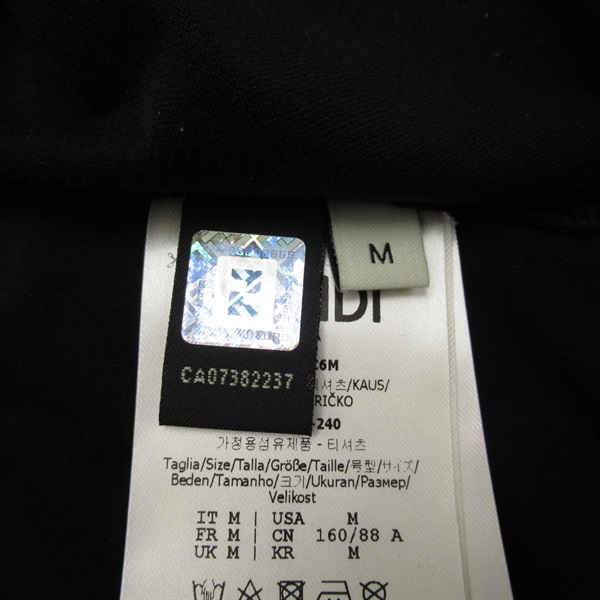 M
CA07382237
C6M
티셔츠/KAUS/
RIČKO
-240
가정용섬유제품 - 티셔츠
Taglia/Size/Talla/Größe/Taille/号型/サイズ/
Beden/Tamanho/크기/Ukuran/Размер/
Velikost
IT M | USA M
FR M | CN 160/88 A
UK M | KR M